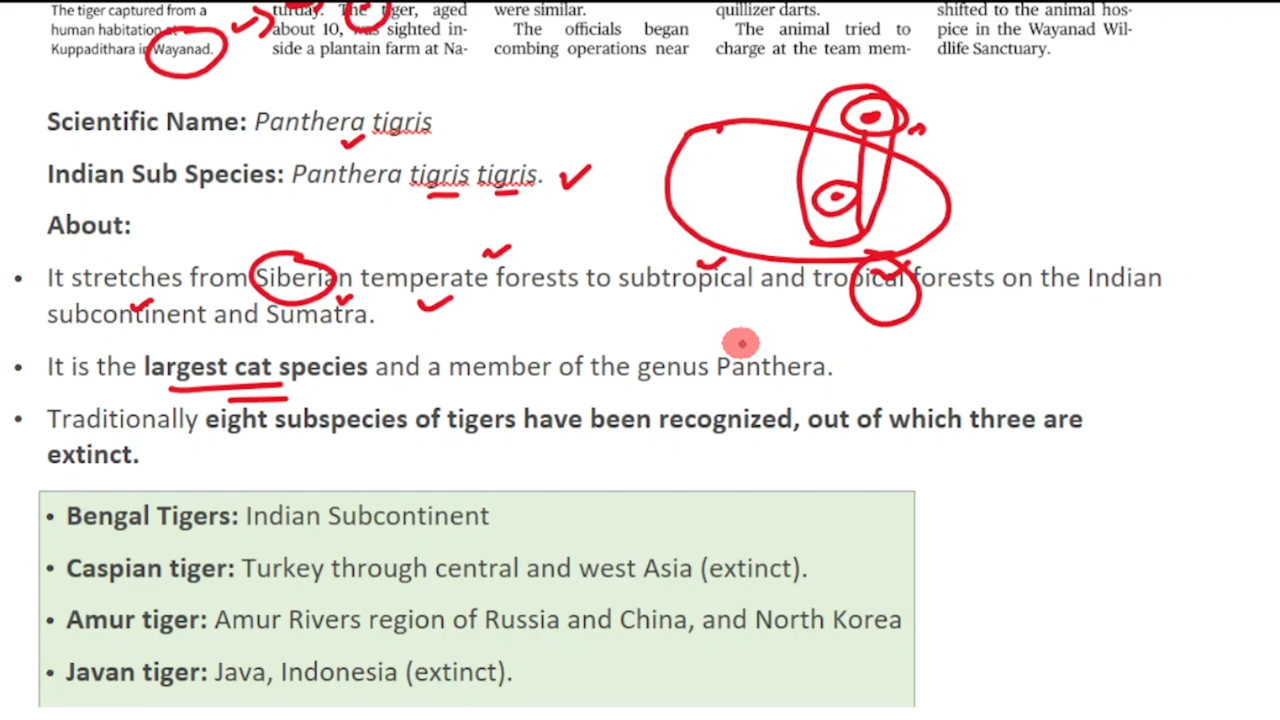 The tiger captured from a
human habitation at
Kuppadithara in Wayanad.
turday. The tiger, aged
about 10, was sighted in-
side a plantain farm at Na-
were similar.
The officials began
combing operations near
quillizer darts.
The animal tried to
charge at the team mem-
shifted to the animal hos-
pice in the Wayanad Wil-
dlife Sanctuary.
Scientific Name: Panthera tigris
Indian Sub Species: Panthera tigris tigris.
About:
• It stretches from Siberian temperate forests to subtropical and tropical forests on the Indian
subcontinent and Sumatra.
• It is the largest cat species and a member of the genus Panthera.
• Traditionally eight subspecies of tigers have been recognized, out of which three are
extinct.
• Bengal Tigers: Indian Subcontinent
• Caspian tiger: Turkey through central and west Asia (extinct).
• Amur tiger: Amur Rivers region of Russia and China, and North Korea
• Javan tiger: Java, Indonesia (extinct).